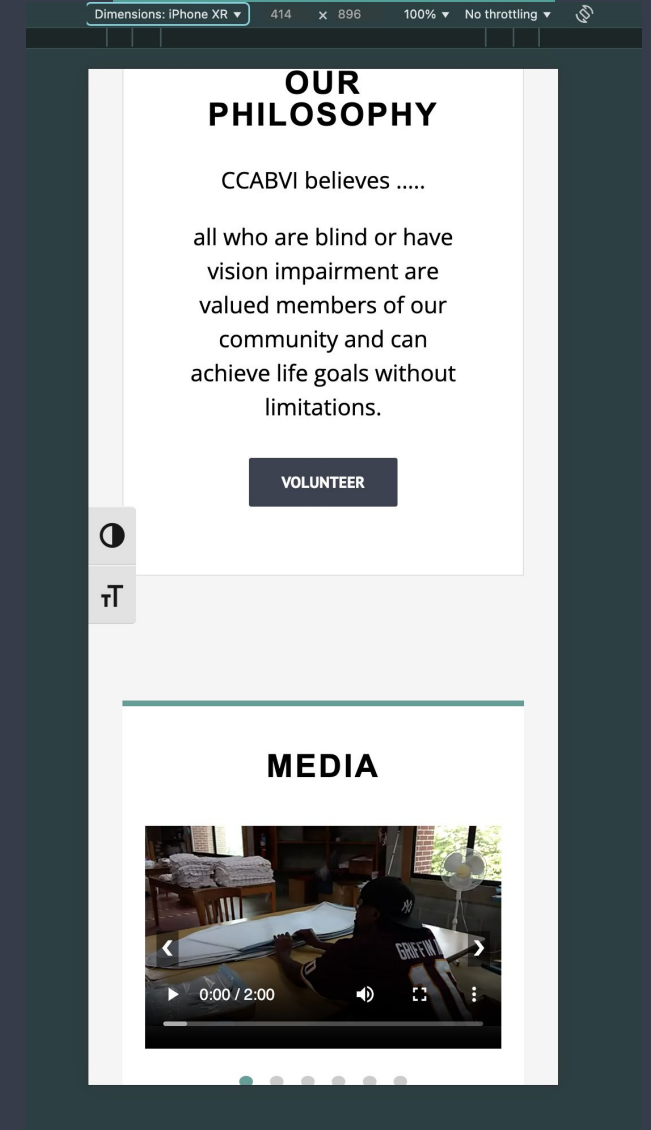 Dimensions: iPhone XR ▼ 414 × 896 100% ▼ No throttling ▼
OUR
PHILOSOPHY
CCABVI believes .....
all who are blind or have
vision impairment are
valued members of our
community and can
achieve life goals without
limitations.
VOLUNTEER
TT
MEDIA
GRIFFIN
0:00 / 2:00